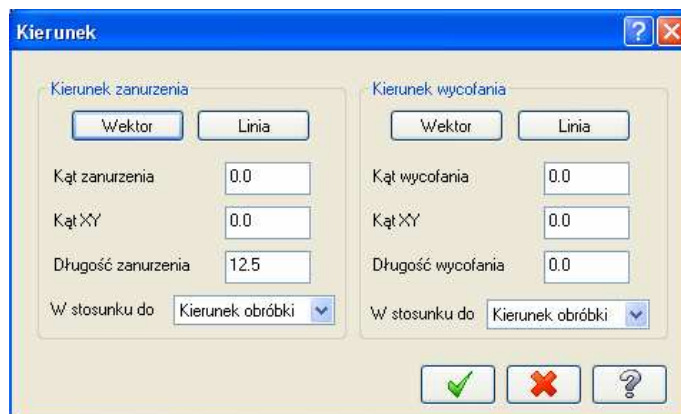 Kierunek
Kierunek zanurzenia
Wektor
Linia
Kąt zanurzenia
0.0
Kąt XY
0.0
Długość zanurzenia
12.5
W stosunku do
Kierunek obróbki
Kierunek wycofania
Wektor
Linia
Kąt wycofania
0.0
Kąt XY
0.0
Długość wycofania
0.0
W stosunku do
Kierunek obróbki